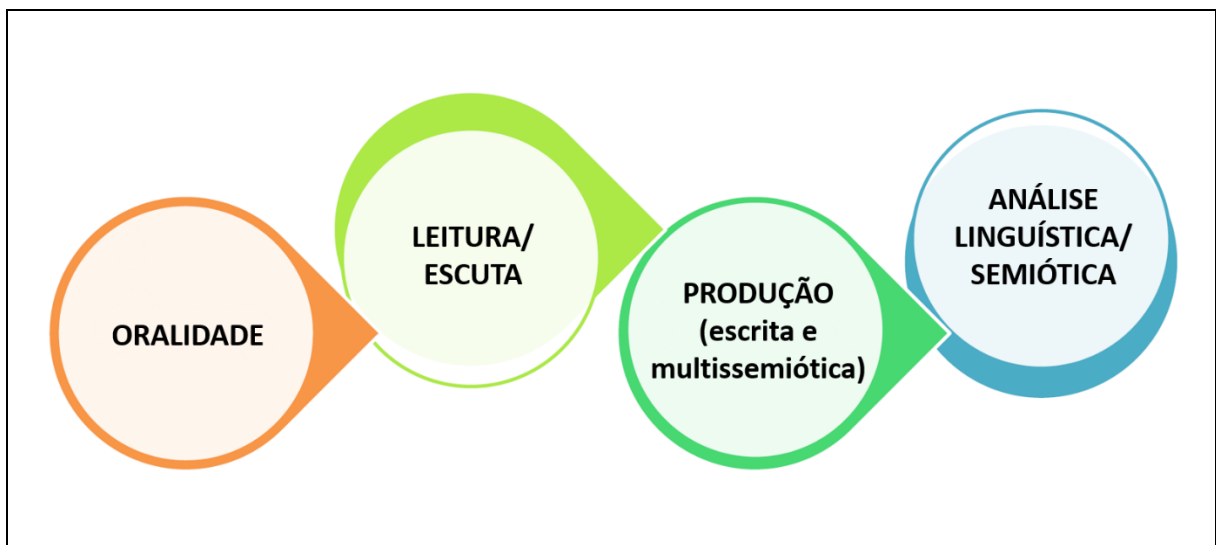 ORALIDADE
LEITURA/
ESCUTA
PRODUÇÃO
(escrita e
multissemiótica)
ANÁLISE
LINGUÍSTICA/
SEMIÓTICA